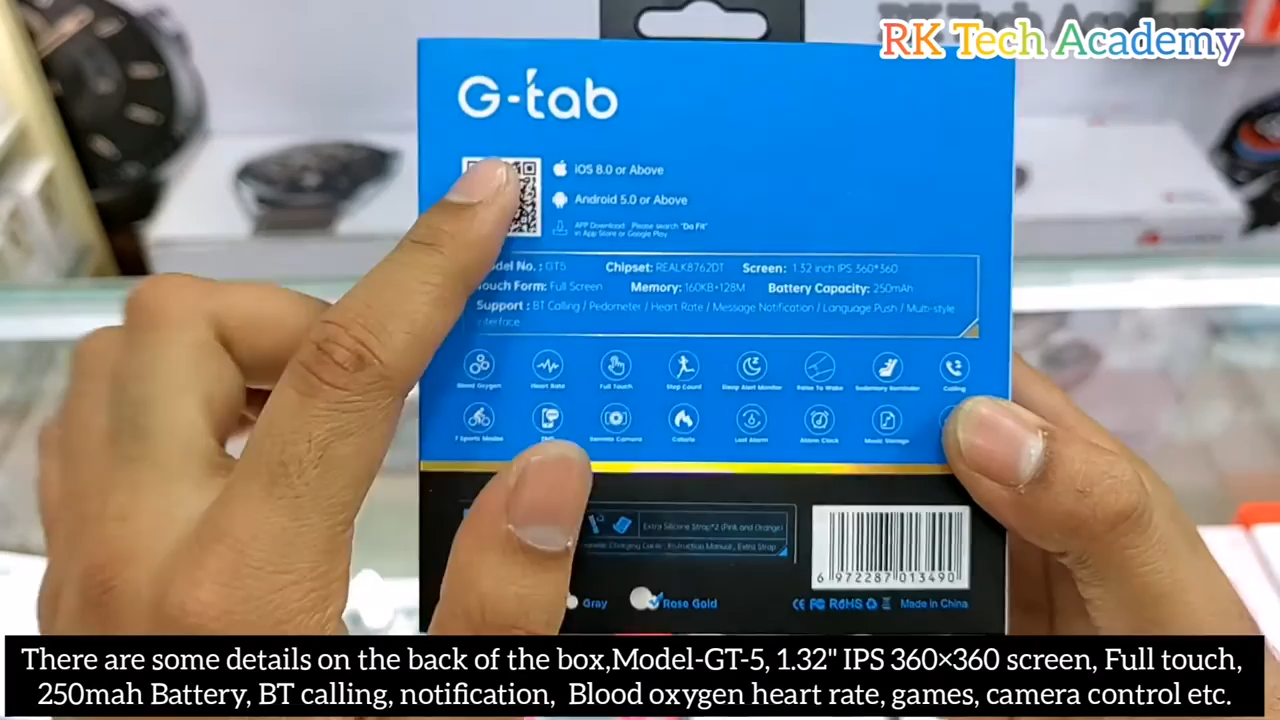 RK Tech Academy
G-tab
iOS 8.0 or Above
Android 5.0 or Above
APP Download: Please search "Da Fit"
in App Store or Google Play
del No. : GT5 Chipset: REALK8762DT Screen: 1.32 inch IPS 360*360
Touch Form: Full Screen Memory: 160KB+128M Battery Capacity: 250mAh
Support : BT Calling / Pedometer / Heart Rate / Message Notification / Language Push / Multi-style
interface
Blood Oxygen Heart Rate Full Touch Step Count Sleep Alert Monitor Raise To Wake Sedentary Reminder Calling
7 Sports Modes Remote Camera Calorie Lost Alarm Alarm Clock Music Storage
Extra Silicone Strap*2 (Pink and Orange)
Charging Cable, Instruction Manual, Extra Strap
6 972287 013490
Gray Rose Gold CE FC RoHS Made in China
There are some details on the back of the box,Model-GT-5, 1.32" IPS 360×360 screen, Full touch,
250mah Battery, BT calling, notification, Blood oxygen heart rate, games, camera control etc.